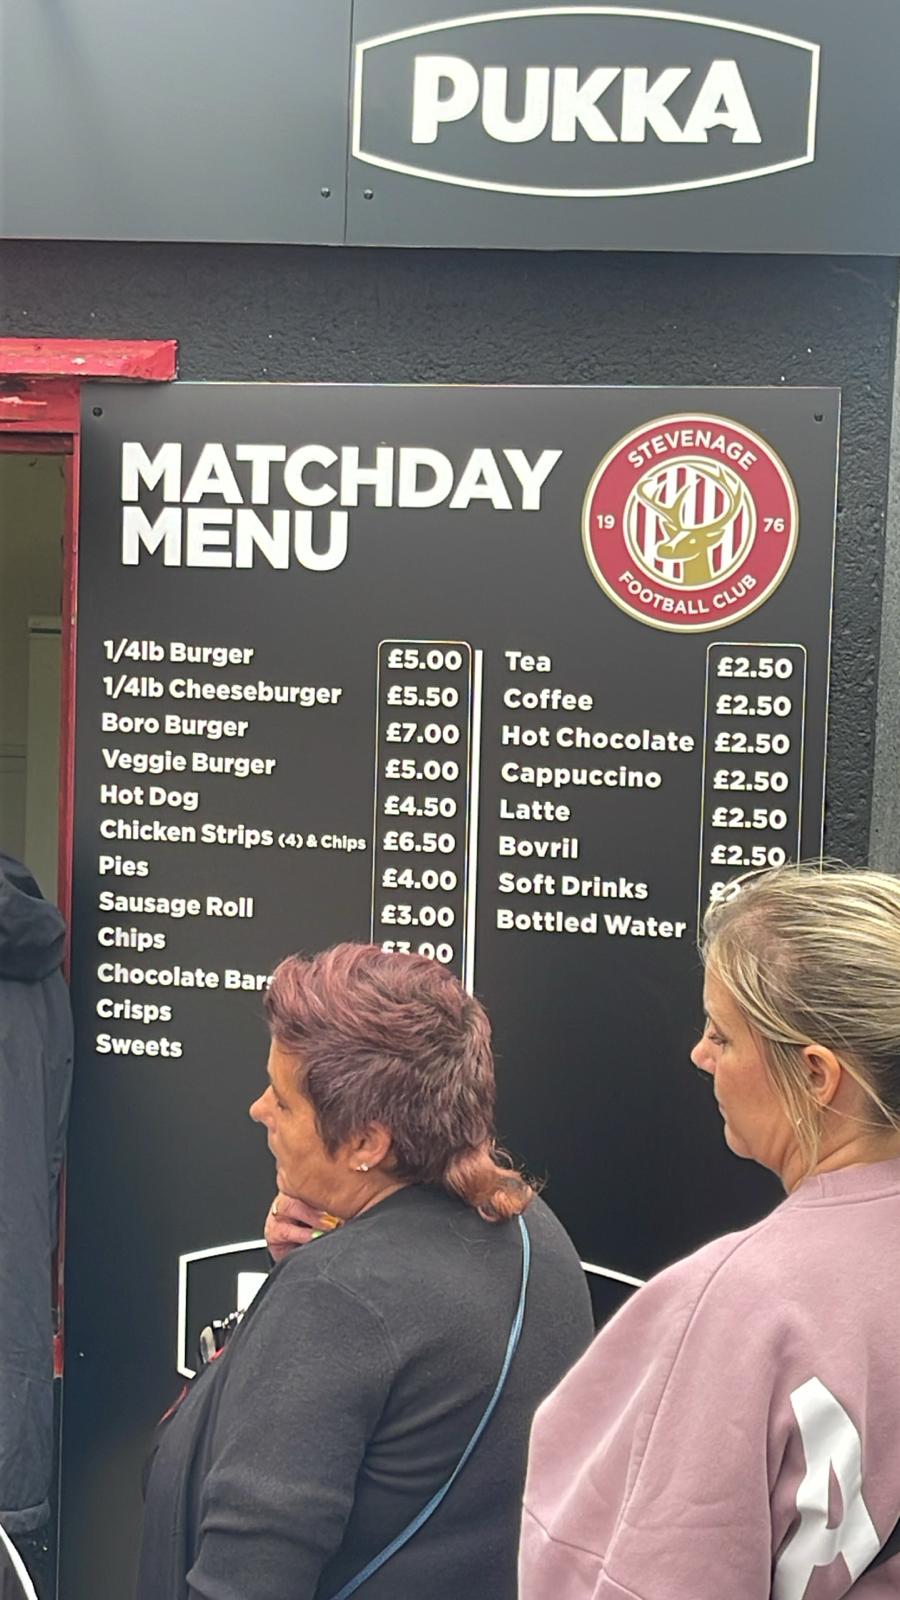 PUKKA
MATCHDAY
MENU
STEVENAGE
19 76
FOOTBALL CLUB
1/4lb Burger £5.00
1/4lb Cheeseburger £5.50
Boro Burger £7.00
Veggie Burger £5.00
Hot Dog £4.50
Chicken Strips (4) & Chips £6.50
Pies £4.00
Sausage Roll £3.00
Chips £3.00
Chocolate Bars
Crisps
Sweets
Tea £2.50
Coffee £2.50
Hot Chocolate £2.50
Cappuccino £2.50
Latte £2.50
Bovril £2.50
Soft Drinks
Bottled Water
A